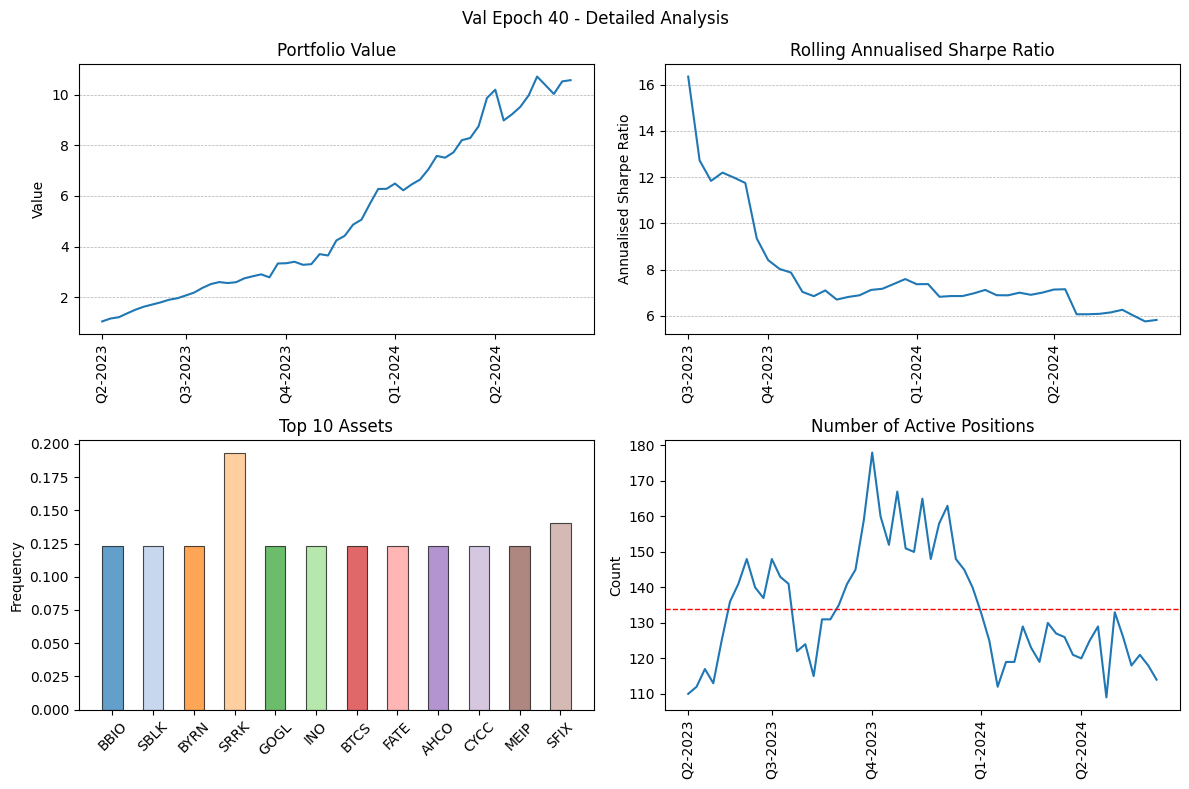 Val Epoch 40 - Detailed Analysis
Portfolio Value
Value
10
8
6
4
2
Q2-2023
Q3-2023
Q4-2023
Q1-2024
Q2-2024
Rolling Annualised Sharpe Ratio
Annualised Sharpe Ratio
16
14
12
10
8
6
Q3-2023
Q4-2023
Q1-2024
Q2-2024
Top 10 Assets
Frequency
0.200
0.175
0.150
0.125
0.100
0.075
0.050
0.025
0.000
BBIO
SBLK
BYRN
SRRK
GOGL
INO
BTCS
FATE
AHCO
CYCC
MEIP
SFIX
Number of Active Positions
Count
180
170
160
150
140
130
120
110
Q2-2023
Q3-2023
Q4-2023
Q1-2024
Q2-2024